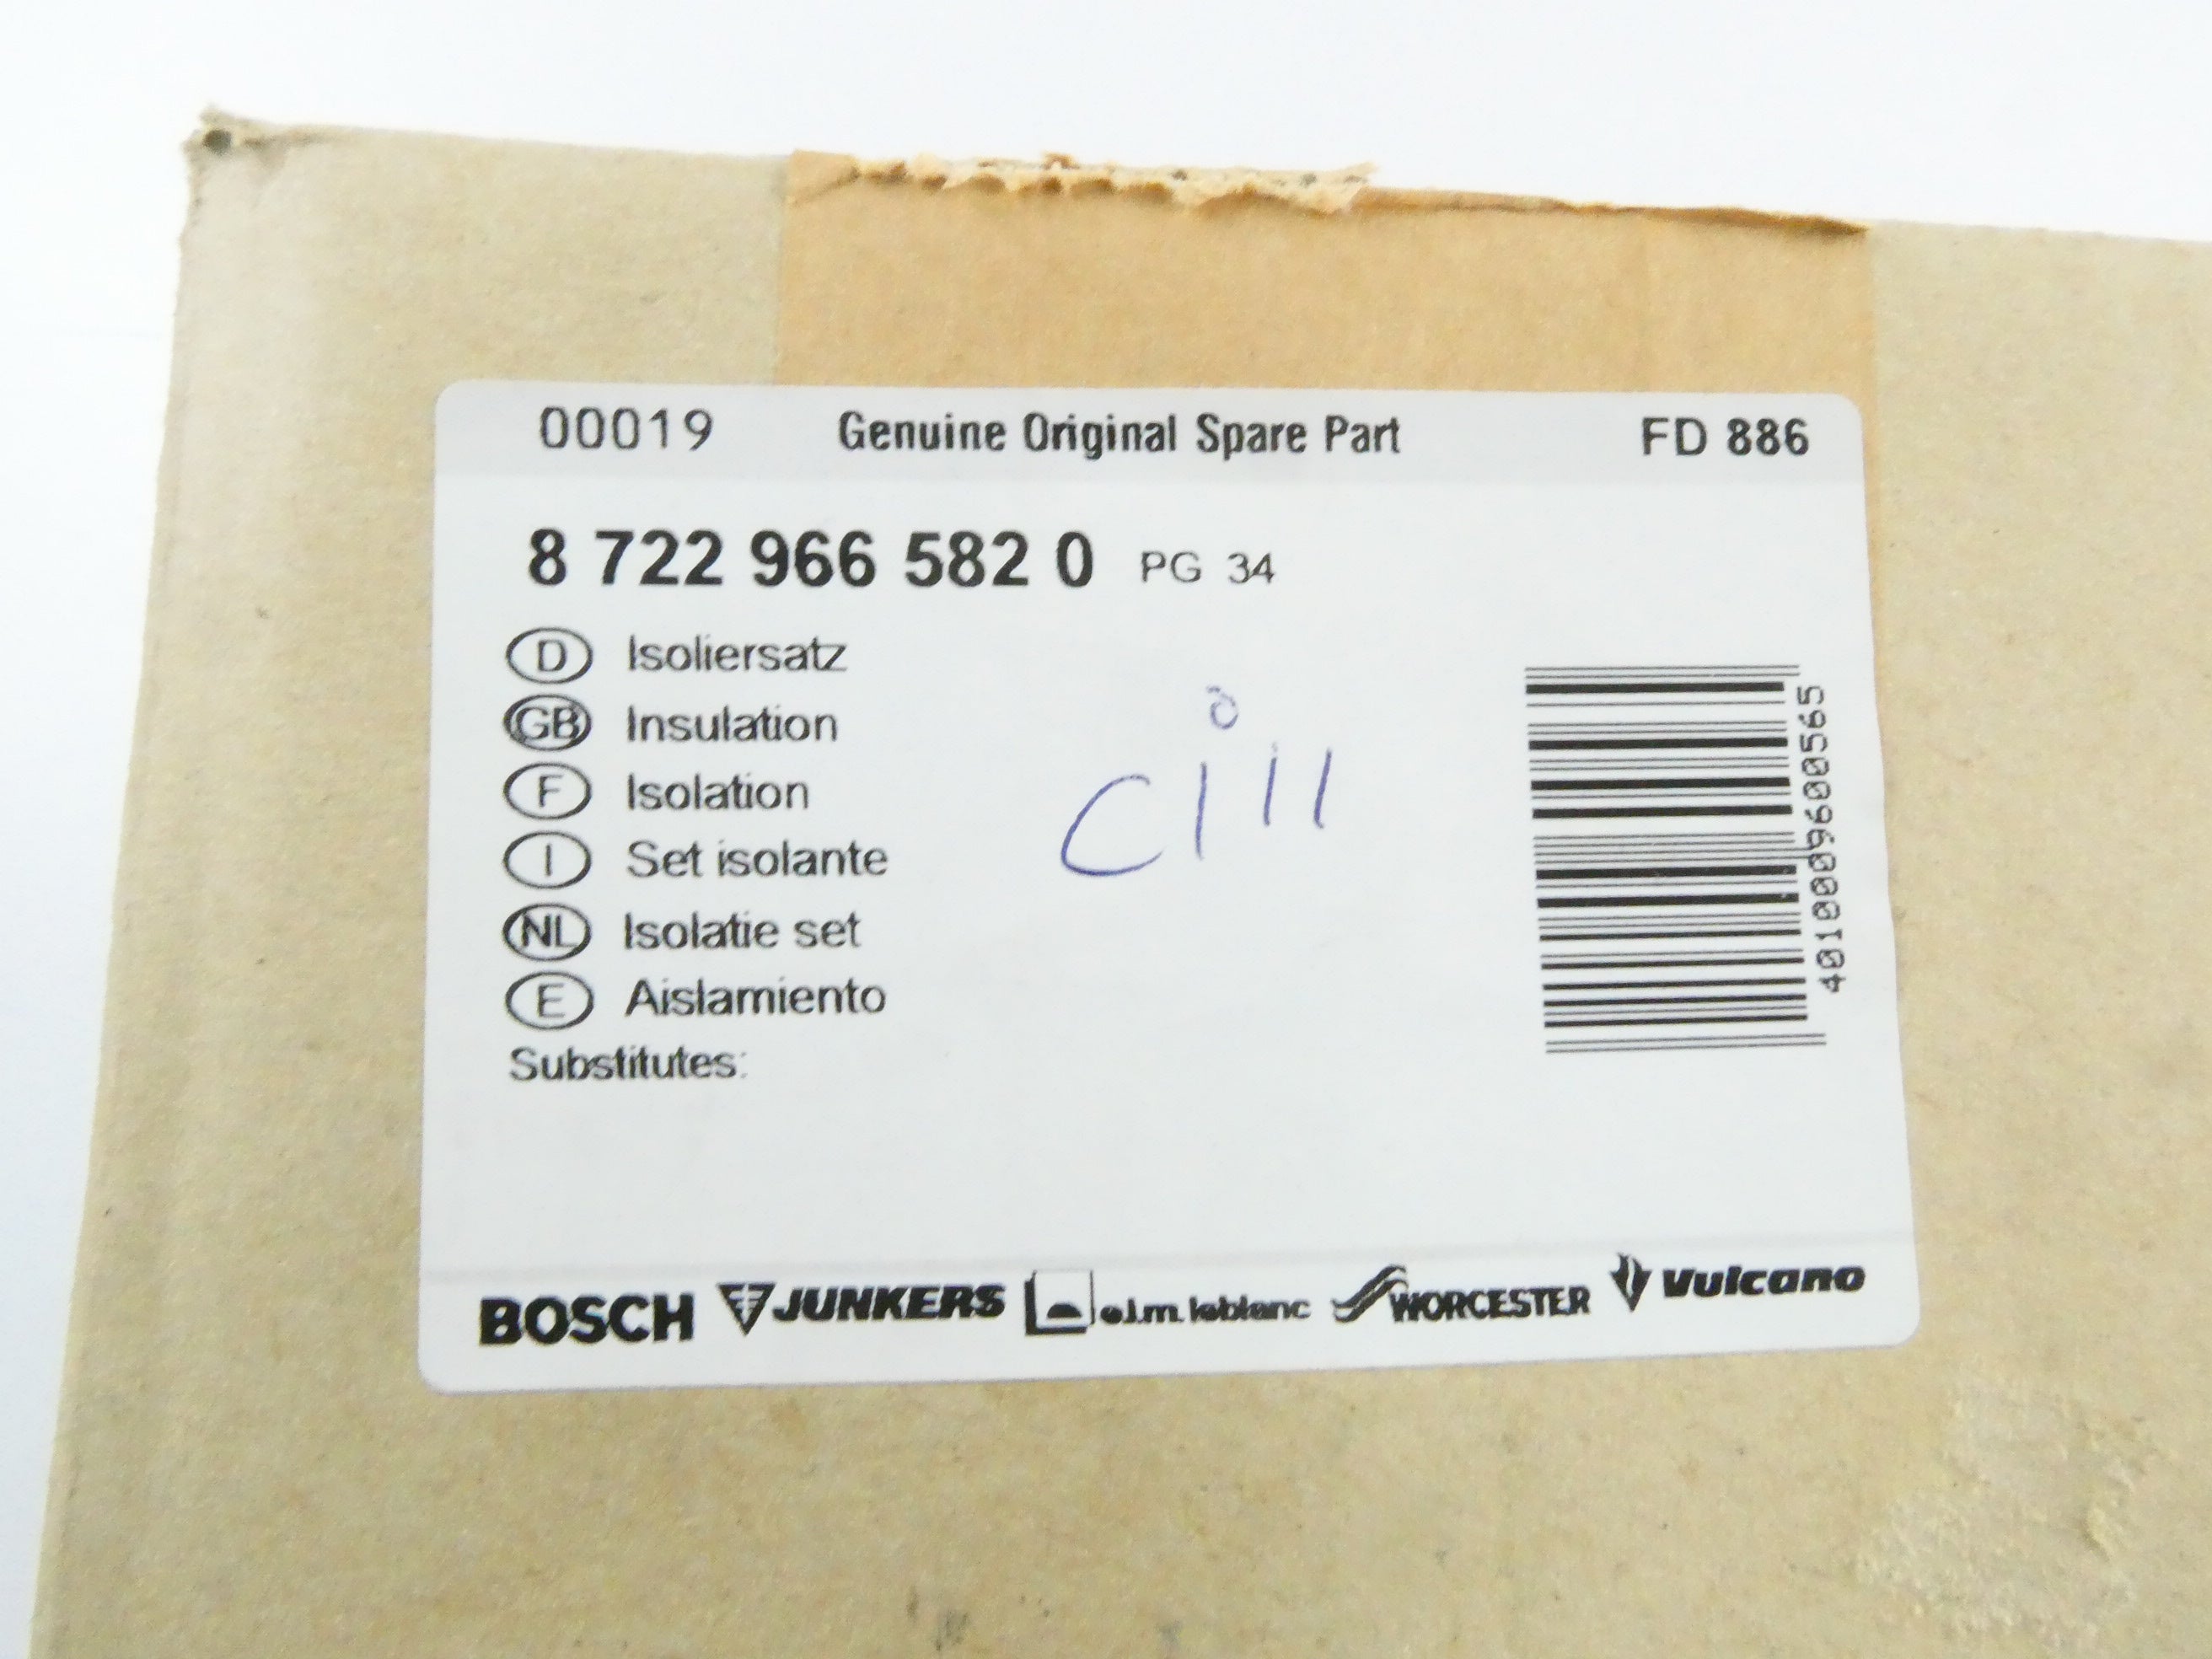 00019 Genuine Original Spare Part FD 886
8 722 966 582 0 PG 34
D Isoliersatz
GB Insulation
F Isolation
I Set isolante
NL Isolatie set
E Aislamiento
Substitutes:
Cill
4010009600565
BOSCH JUNKERS e.l.m. leblanc WORCESTER Vulcano